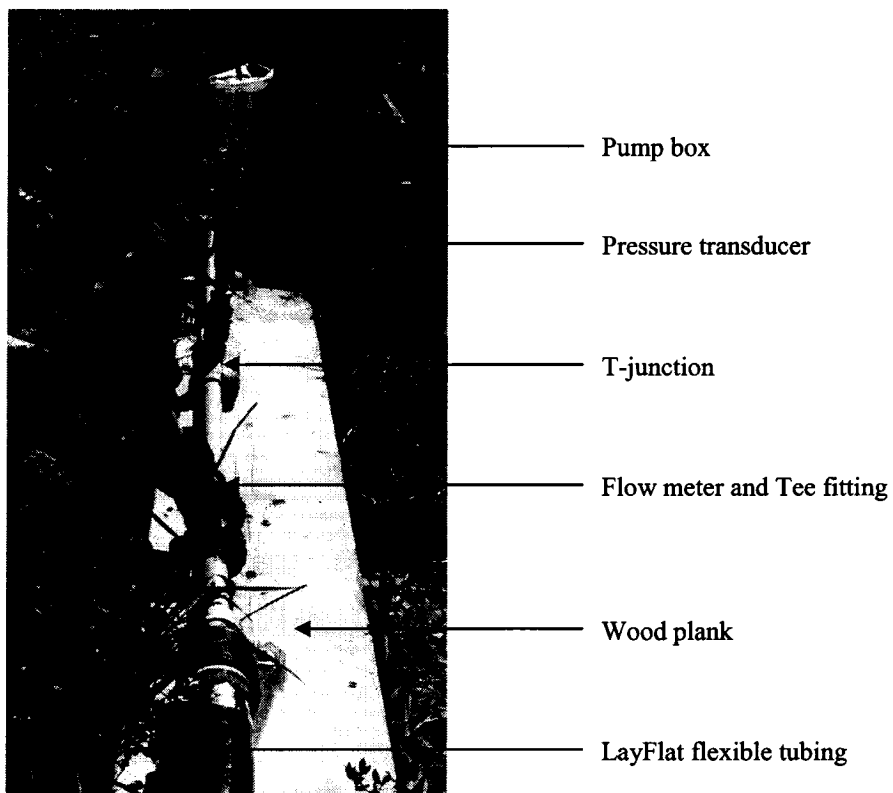 Pump box
Pressure transducer
T-junction
Flow meter and Tee fitting
Wood plank
LayFlat flexible tubing